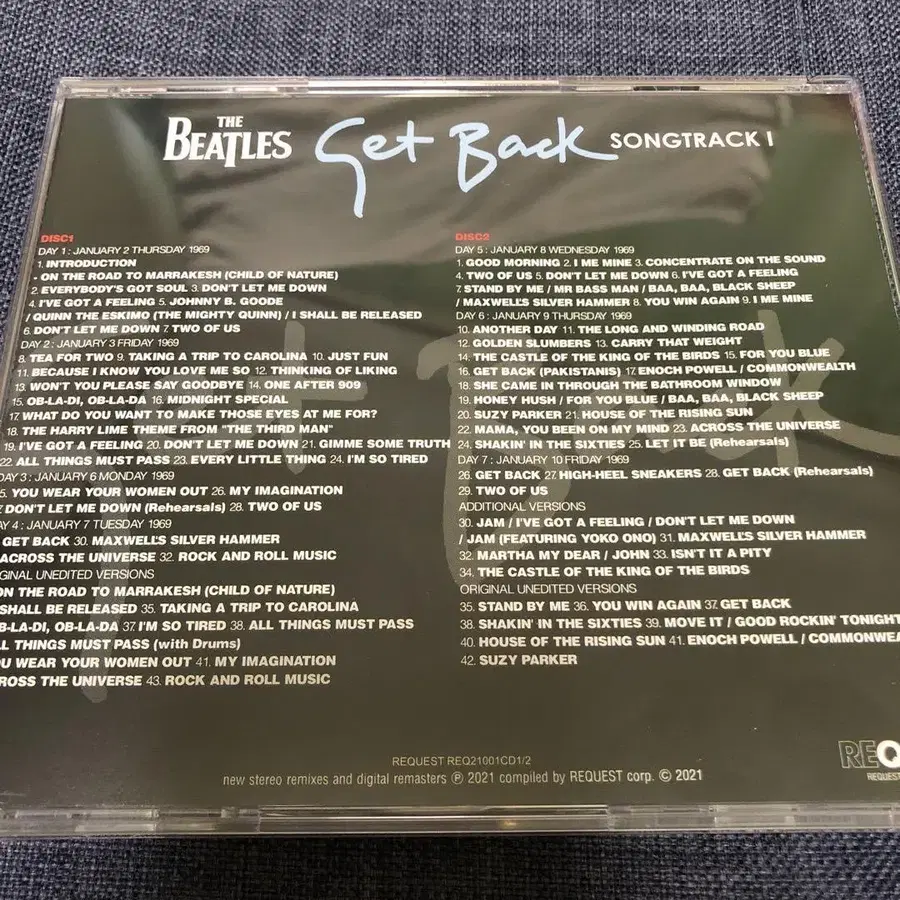 THE
BEATLES
Get Back
SONGTRACK I
DISC1
DAY 1 : JANUARY 2 THURSDAY 1969
1. INTRODUCTION
- ON THE ROAD TO MARRAKESH (CHILD OF NATURE)
2. EVERYBODY'S GOT SOUL 3. DON'T LET ME DOWN
4. I'VE GOT A FEELING 5. JOHNNY B. GOODE
/ QUINN THE ESKIMO (THE MIGHTY QUINN) / I SHALL BE RELEASED
6. DON'T LET ME DOWN 7. TWO OF US
DAY 2 : JANUARY 3 FRIDAY 1969
8. TEA FOR TWO 9. TAKING A TRIP TO CAROLINA 10. JUST FUN
11. BECAUSE I KNOW YOU LOVE ME SO 12. THINKING OF LIKING
13. WON'T YOU PLEASE SAY GOODBYE 14. ONE AFTER 909
15. OB-LA-DI, OB-LA-DA 16. MIDNIGHT SPECIAL
17. WHAT DO YOU WANT TO MAKE THOSE EYES AT ME FOR?
18. THE HARRY LIME THEME FROM "THE THIRD MAN"
19. I'VE GOT A FEELING 20. DON'T LET ME DOWN 21. GIMME SOME TRUTH
22. ALL THINGS MUST PASS 23. EVERY LITTLE THING 24. I'M SO TIRED
DAY 3 : JANUARY 6 MONDAY 1969
5. YOU WEAR YOUR WOMEN OUT 26. MY IMAGINATION
DON'T LET ME DOWN (Rehearsals) 28. TWO OF US
AY 4 : JANUARY 7 TUESDAY 1969
GET BACK 30. MAXWELL'S SILVER HAMMER
ACROSS THE UNIVERSE 32. ROCK AND ROLL MUSIC
GINAL UNEDITED VERSIONS
ON THE ROAD TO MARRAKESH (CHILD OF NATURE)
SHALL BE RELEASED 35. TAKING A TRIP TO CAROLINA
B-LA-DI, OB-LA-DA 37. I'M SO TIRED 38. ALL THINGS MUST PASS
LL THINGS MUST PASS (with Drums)
OU WEAR YOUR WOMEN OUT 41. MY IMAGINATION
ROSS THE UNIVERSE 43. ROCK AND ROLL MUSIC
DISC2
DAY 5 : JANUARY 8 WEDNESDAY 1969
1. GOOD MORNING 2. I ME MINE 3. CONCENTRATE ON THE SOUND
4. TWO OF US 5. DON'T LET ME DOWN 6. I'VE GOT A FEELING
7. STAND BY ME / MR BASS MAN / BAA, BAA, BLACK SHEEP
/ MAXWELL'S SILVER HAMMER 8. YOU WIN AGAIN 9. I ME MINE
DAY 6 : JANUARY 9 THURSDAY 1969
10. ANOTHER DAY 11. THE LONG AND WINDING ROAD
12. GOLDEN SLUMBERS 13. CARRY THAT WEIGHT
14. THE CASTLE OF THE KING OF THE BIRDS 15. FOR YOU BLUE
16. GET BACK (PAKISTANIS) 17. ENOCH POWELL / COMMONWEALTH
18. SHE CAME IN THROUGH THE BATHROOM WINDOW
19. HONEY HUSH / FOR YOU BLUE / BAA, BAA, BLACK SHEEP
20. SUZY PARKER 21. HOUSE OF THE RISING SUN
22. MAMA, YOU BEEN ON MY MIND 23. ACROSS THE UNIVERSE
24. SHAKIN' IN THE SIXTIES 25. LET IT BE (Rehearsals)
DAY 7 : JANUARY 10 FRIDAY 1969
26. GET BACK 27. HIGH-HEEL SNEAKERS 28. GET BACK (Rehearsals)
29. TWO OF US
ADDITIONAL VERSIONS
30. JAM / I'VE GOT A FEELING / DON'T LET ME DOWN
/ JAM (FEATURING YOKO ONO) 31. MAXWELL'S SILVER HAMMER
32. MARTHA MY DEAR / JOHN 33. ISN'T IT A PITY
34. THE CASTLE OF THE KING OF THE BIRDS
ORIGINAL UNEDITED VERSIONS
35. STAND BY ME 36. YOU WIN AGAIN 37. GET BACK
38. SHAKIN' IN THE SIXTIES 39. MOVE IT / GOOD ROCKIN' TONIGHT
40. HOUSE OF THE RISING SUN 41. ENOCH POWELL / COMMONWEA
42. SUZY PARKER
REQUEST REQ21001CD1/2
new stereo remixes and digital remasters ℗ 2021 compiled by REQUEST corp. © 2021
REQ
REQUEST